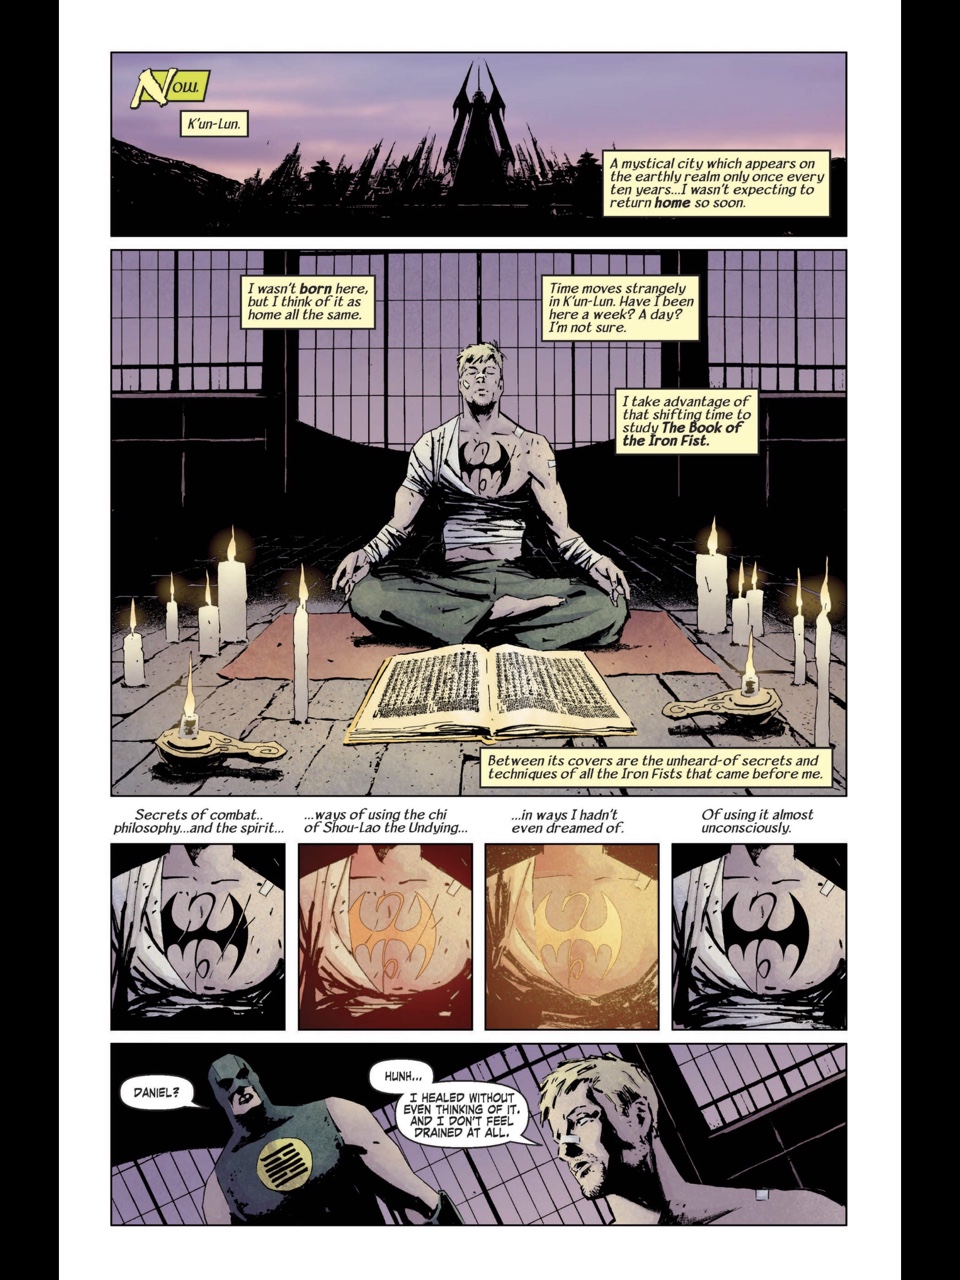 Now.
K'un-Lun.
A mystical city which appears on
the earthly realm only once every
ten years...I wasn't expecting to
return home so soon.
I wasn't born here,
but I think of it as
home all the same.
Time moves strangely
in K'un-Lun. Have I been
here a week? A day?
I'm not sure.
I take advantage of
that shifting time to
study The Book of
the Iron Fist.
Between its covers are the unheard-of secrets and
techniques of all the Iron Fists that came before me.
Secrets of combat..
philosophy...and the spirit...
...ways of using the chi
of Shou-Lao the Undying...
...in ways I hadn't
even dreamed of.
Of using it almost
unconsciously.
DANIEL?
HUNH...
I HEALED WITHOUT
EVEN THINKING OF IT.
AND I DON'T FEEL
DRAINED AT ALL.